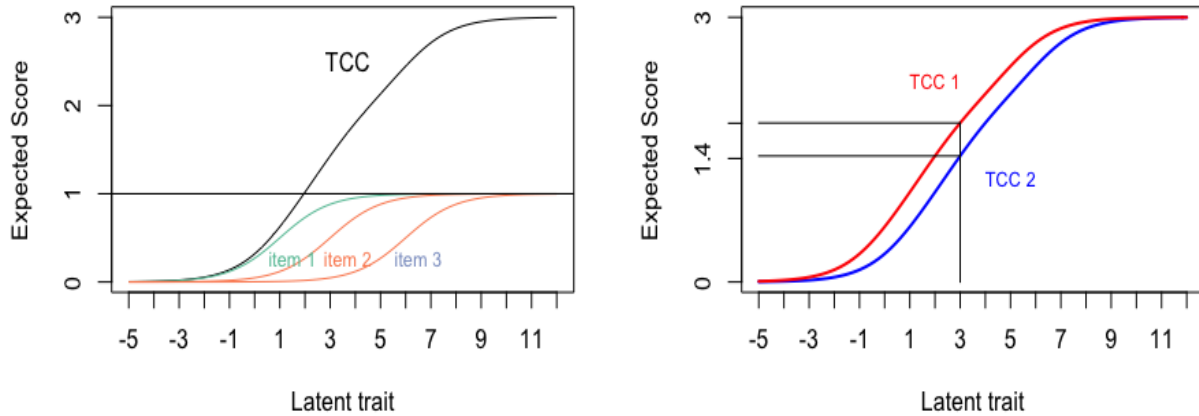 Expected Score
3
2
1
0
TCC
item 1 item 2 item 3
-5 -3 -1 1 3 5 7 9 11
Latent trait
Expected Score
3
1.4
0
TCC 1
TCC 2
-5 -3 -1 1 3 5 7 9 11
Latent trait